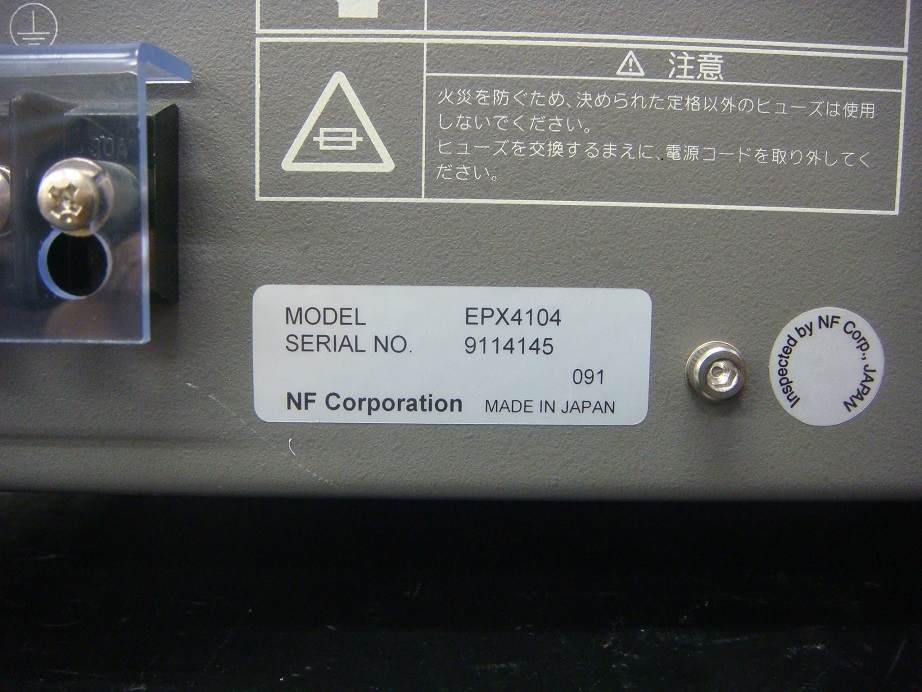 注意
火災を防ぐため、決められた定格以外のヒューズは使用
しないでください。
ヒューズを交換するまえに、電源コードを取り外してく
ださい。
MODEL EPX4104
SERIAL NO. 9114145
091
NF Corporation MADE IN JAPAN
Inspected by NF Corp., JAPAN